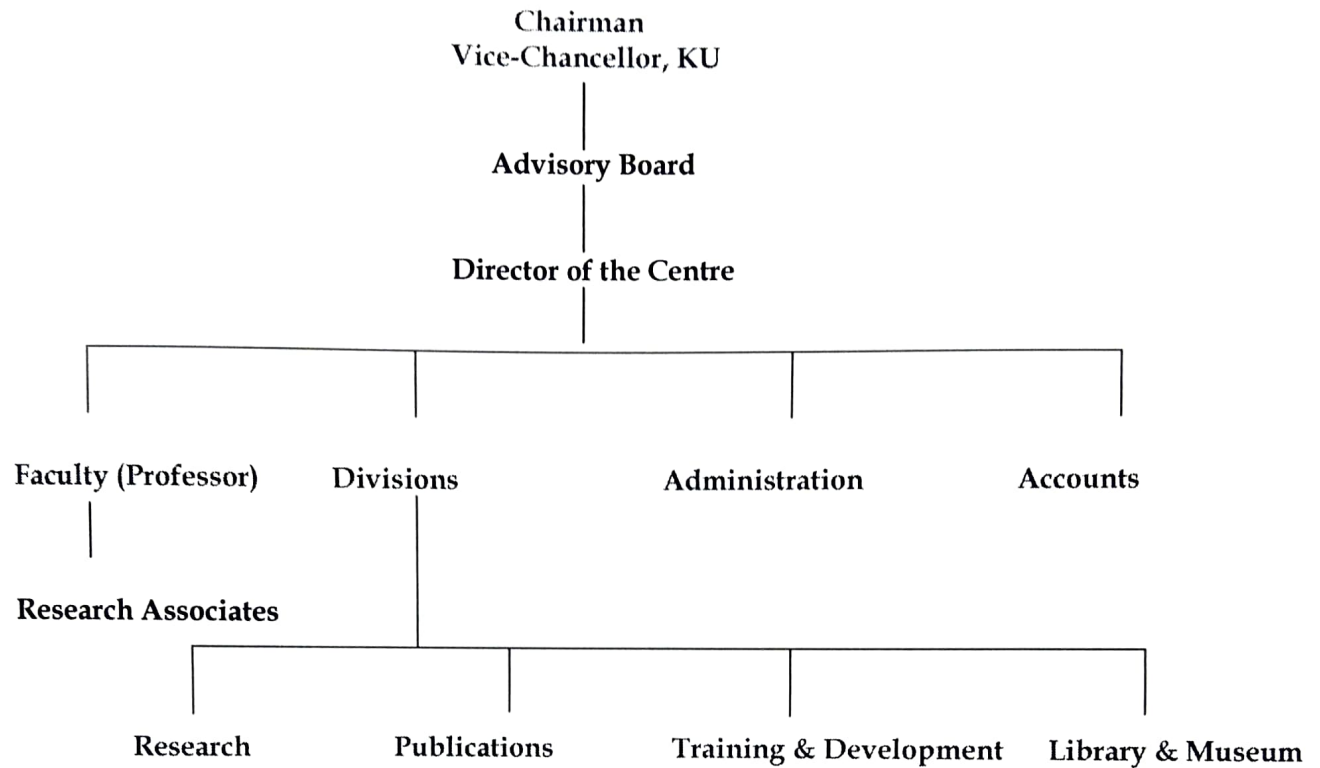 Chairman
Vice-Chancellor, KU
Advisory Board
Director of the Centre
Faculty (Professor)
Divisions
Administration
Accounts
Research Associates
Research
Publications
Training & Development
Library & Museum